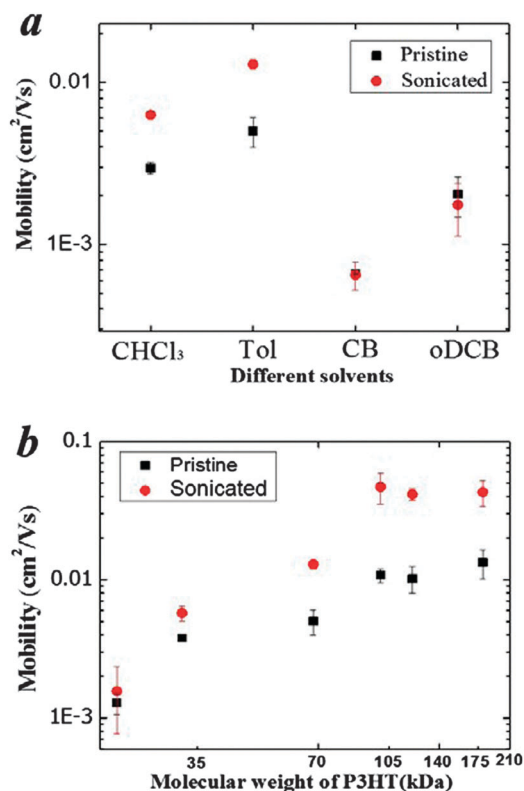 a
Mobility (cm²/Vs)
Pristine
Sonicated
0.01
1E-3
CHCl₃ Tol CB oDCB
Different solvents
b
Mobility (cm²/Vs)
Pristine
Sonicated
0.1
0.01
1E-3
35 70 105 140 175 210
Molecular weight of P3HT(kDa)